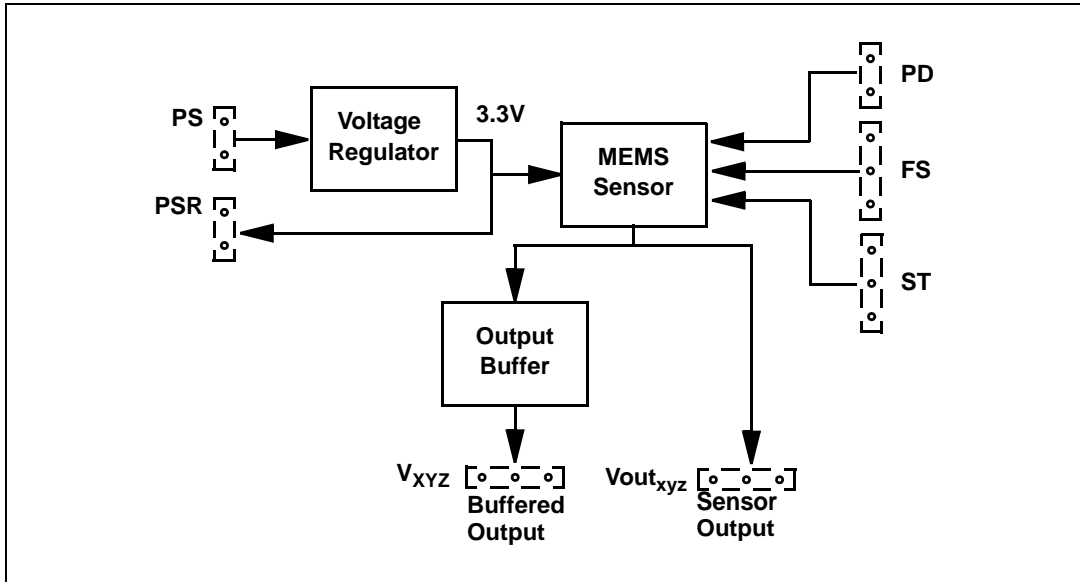 PD
PS
Voltage
Regulator
3.3V
MEMS
Sensor
FS
PSR
ST
Output
Buffer
VXYZ
Buffered
Output
Voutxyz
Sensor
Output